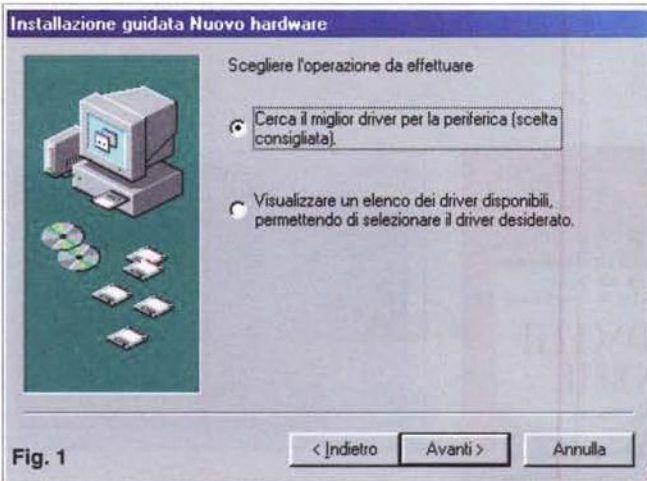 Installazione guidata Nuovo hardware
Scegliere l'operazione da effettuare
Cerca il miglior driver per la periferica (scelta
consigliata).
Visualizzare un elenco dei driver disponibili,
permettendo di selezionare il driver desiderato.
< Indietro
Avanti >
Annulla
Fig. 1